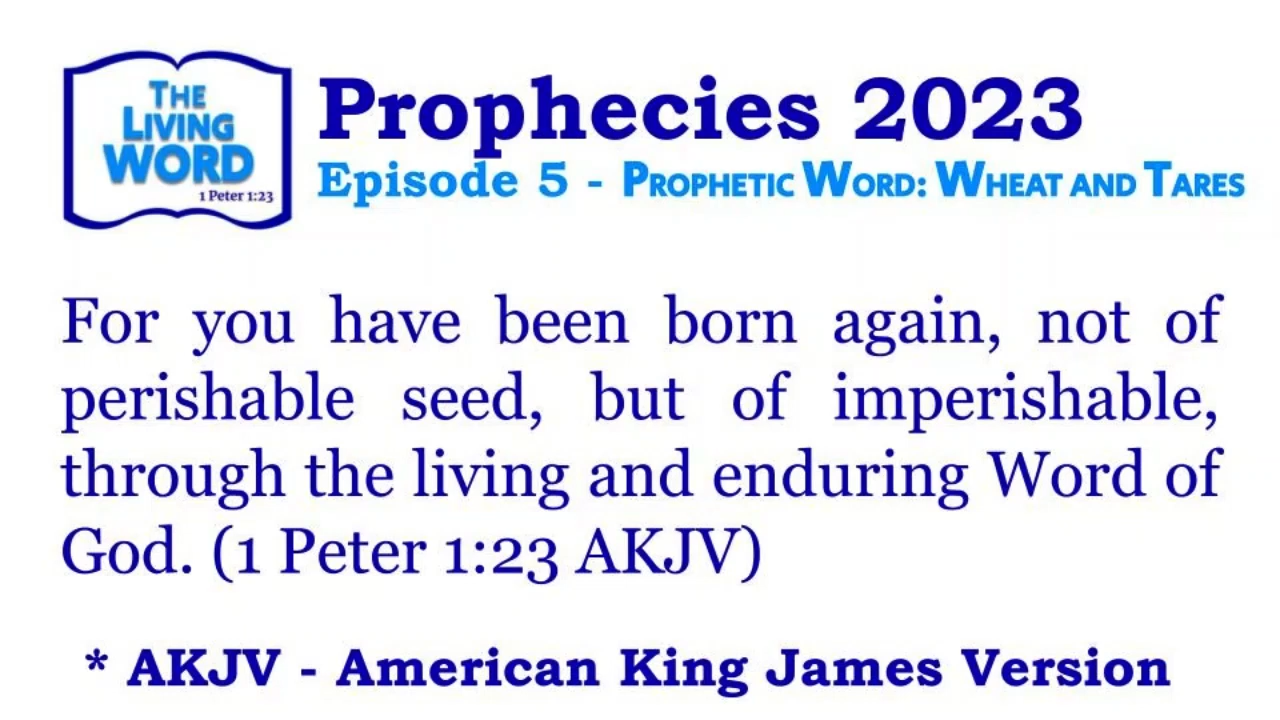 THE
LIVING
WORD
1 Peter 1:23
Prophecies 2023
Episode 5 - PROPHETIC WORD: WHEAT AND TARES
For you have been born again, not of
perishable seed, but of imperishable,
through the living and enduring Word of
God. (1 Peter 1:23 AKJV)
* AKJV - American King James Version